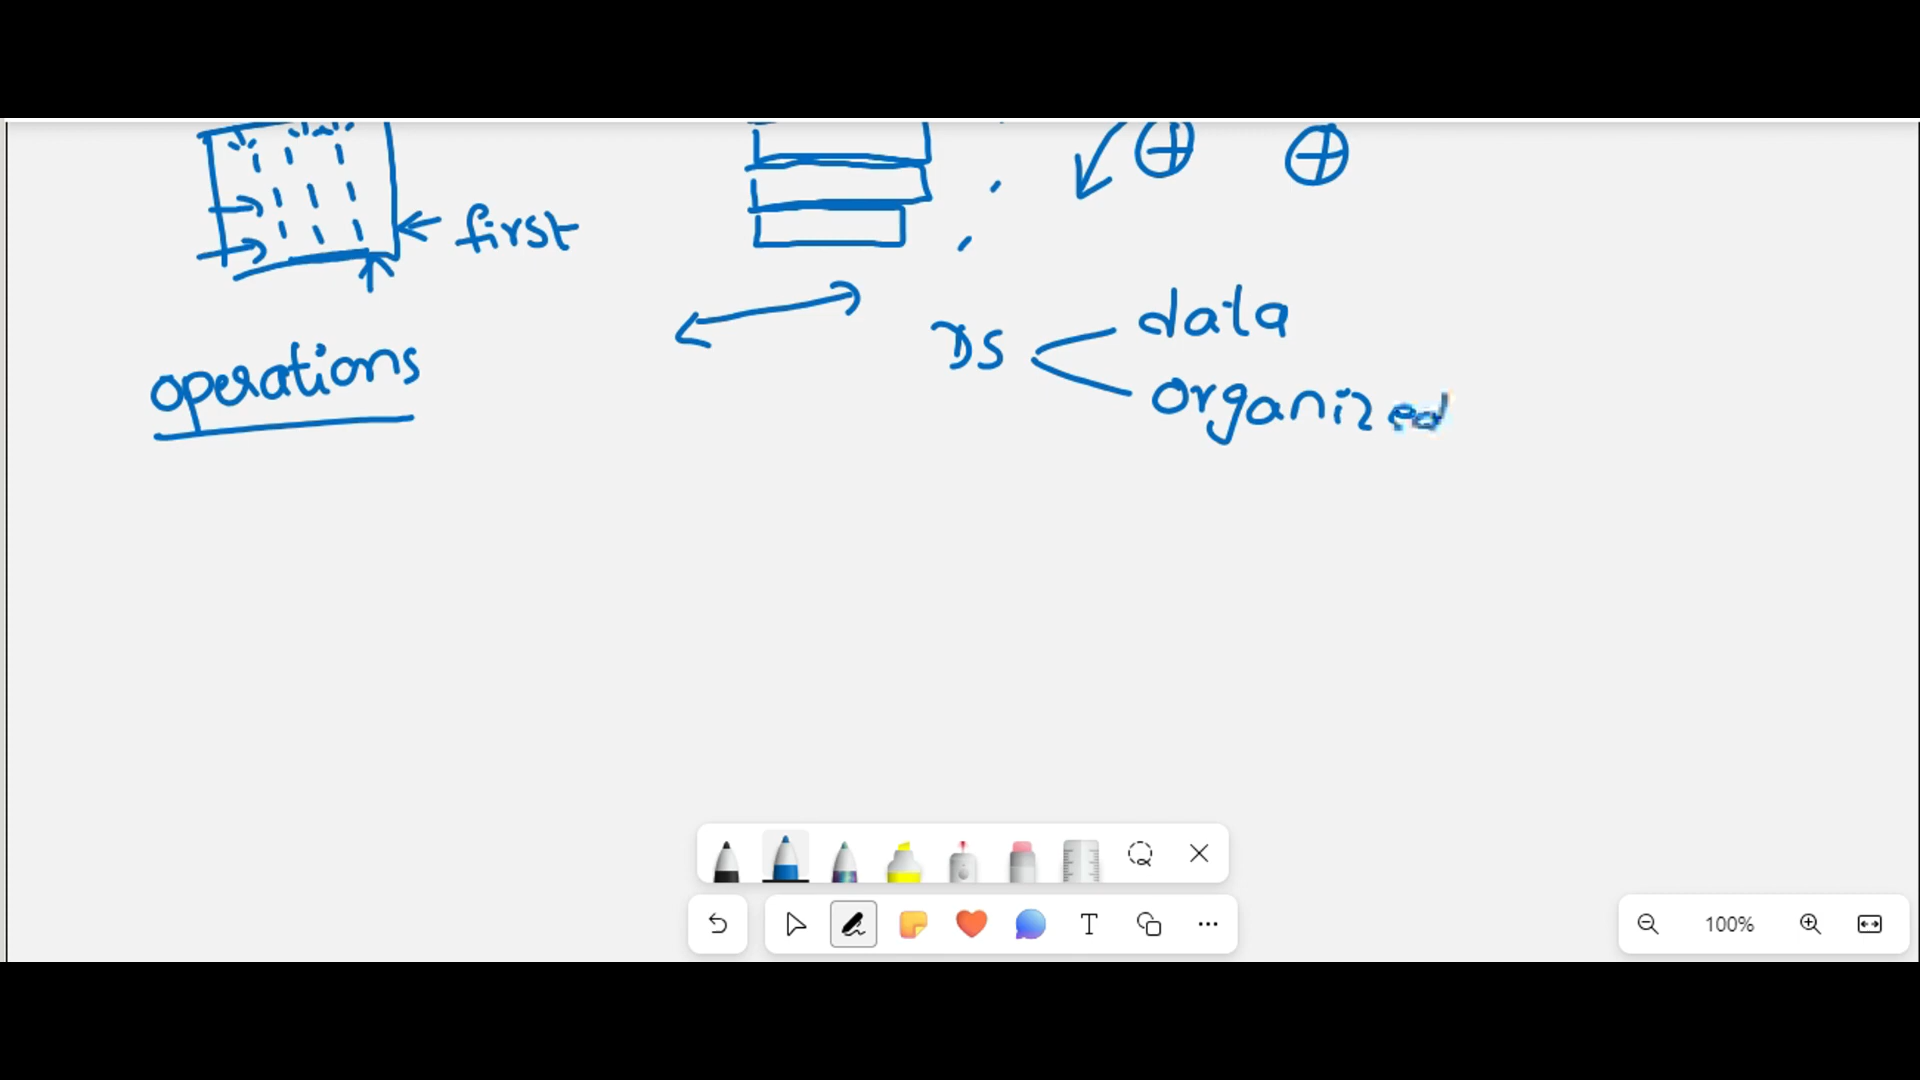 first
DS data
organized
operations
T
100%